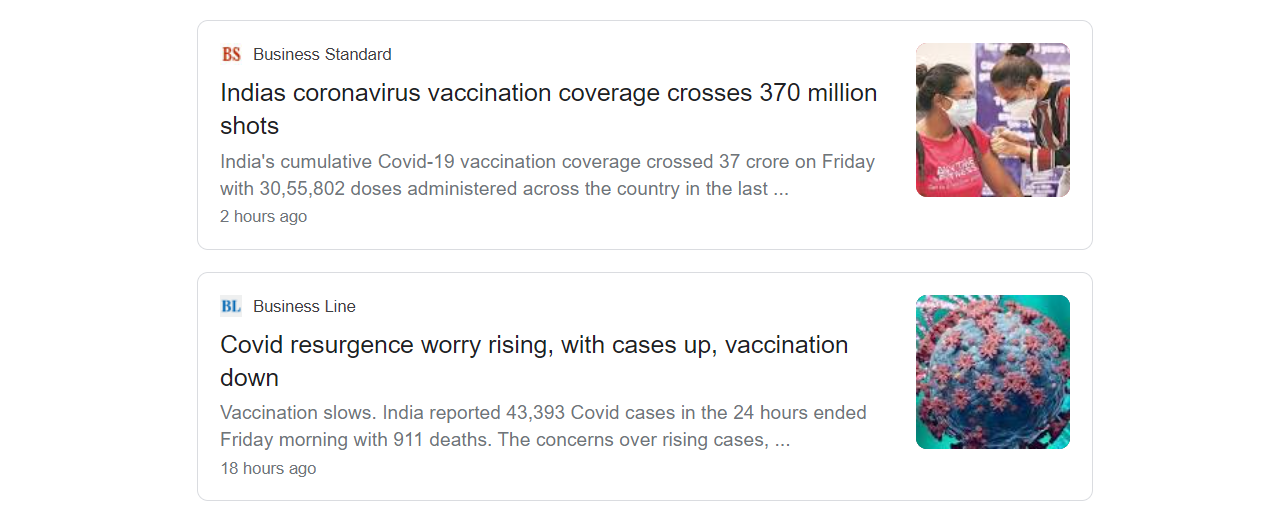 BS Business Standard
Indias coronavirus vaccination coverage crosses 370 million
shots
India's cumulative Covid-19 vaccination coverage crossed 37 crore on Friday
with 30,55,802 doses administered across the country in the last ...
2 hours ago
ANYTIME
FITNESS
BL Business Line
Covid resurgence worry rising, with cases up, vaccination
down
Vaccination slows. India reported 43,393 Covid cases in the 24 hours ended
Friday morning with 911 deaths. The concerns over rising cases, ...
18 hours ago